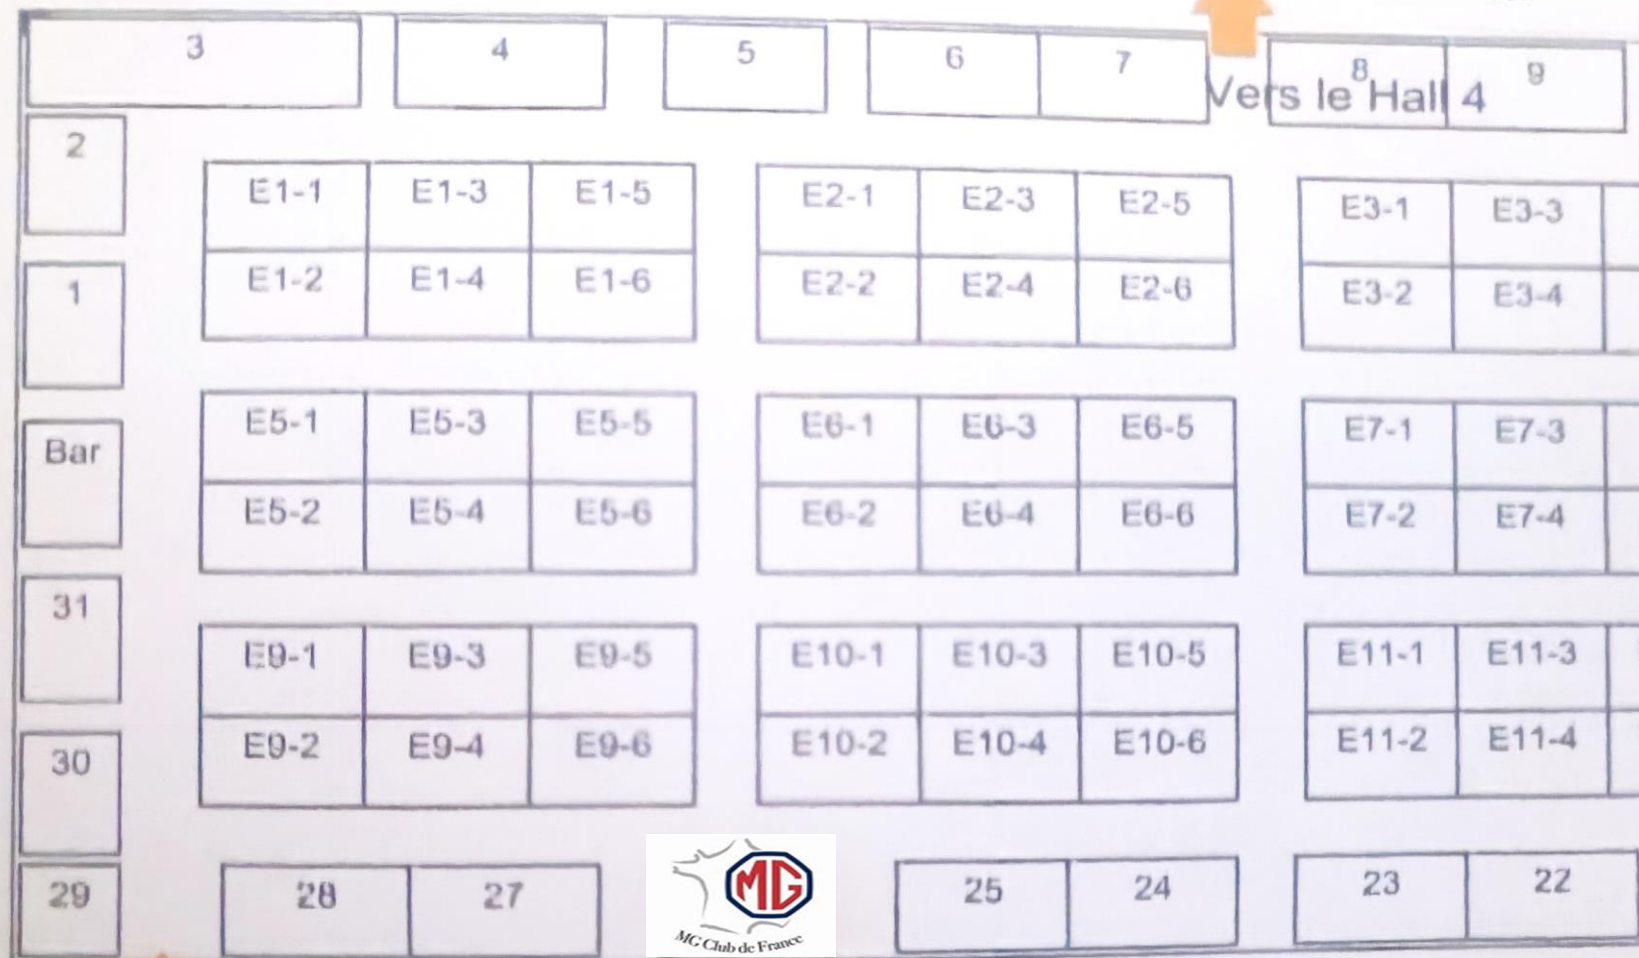 3 4 5 6 7 8 9
Vers le Hall 4
2
E1-1 E1-3 E1-5 E2-1 E2-3 E2-5 E3-1 E3-3
1
E1-2 E1-4 E1-6 E2-2 E2-4 E2-6 E3-2 E3-4
Bar
E5-1 E5-3 E5-5 E6-1 E6-3 E6-5 E7-1 E7-3
E5-2 E5-4 E5-6 E6-2 E6-4 E6-6 E7-2 E7-4
31
E9-1 E9-3 E9-5 E10-1 E10-3 E10-5 E11-1 E11-3
30
E9-2 E9-4 E9-6 E10-2 E10-4 E10-6 E11-2 E11-4
29 28 27 MG 25 24 23 22
MG Club de France